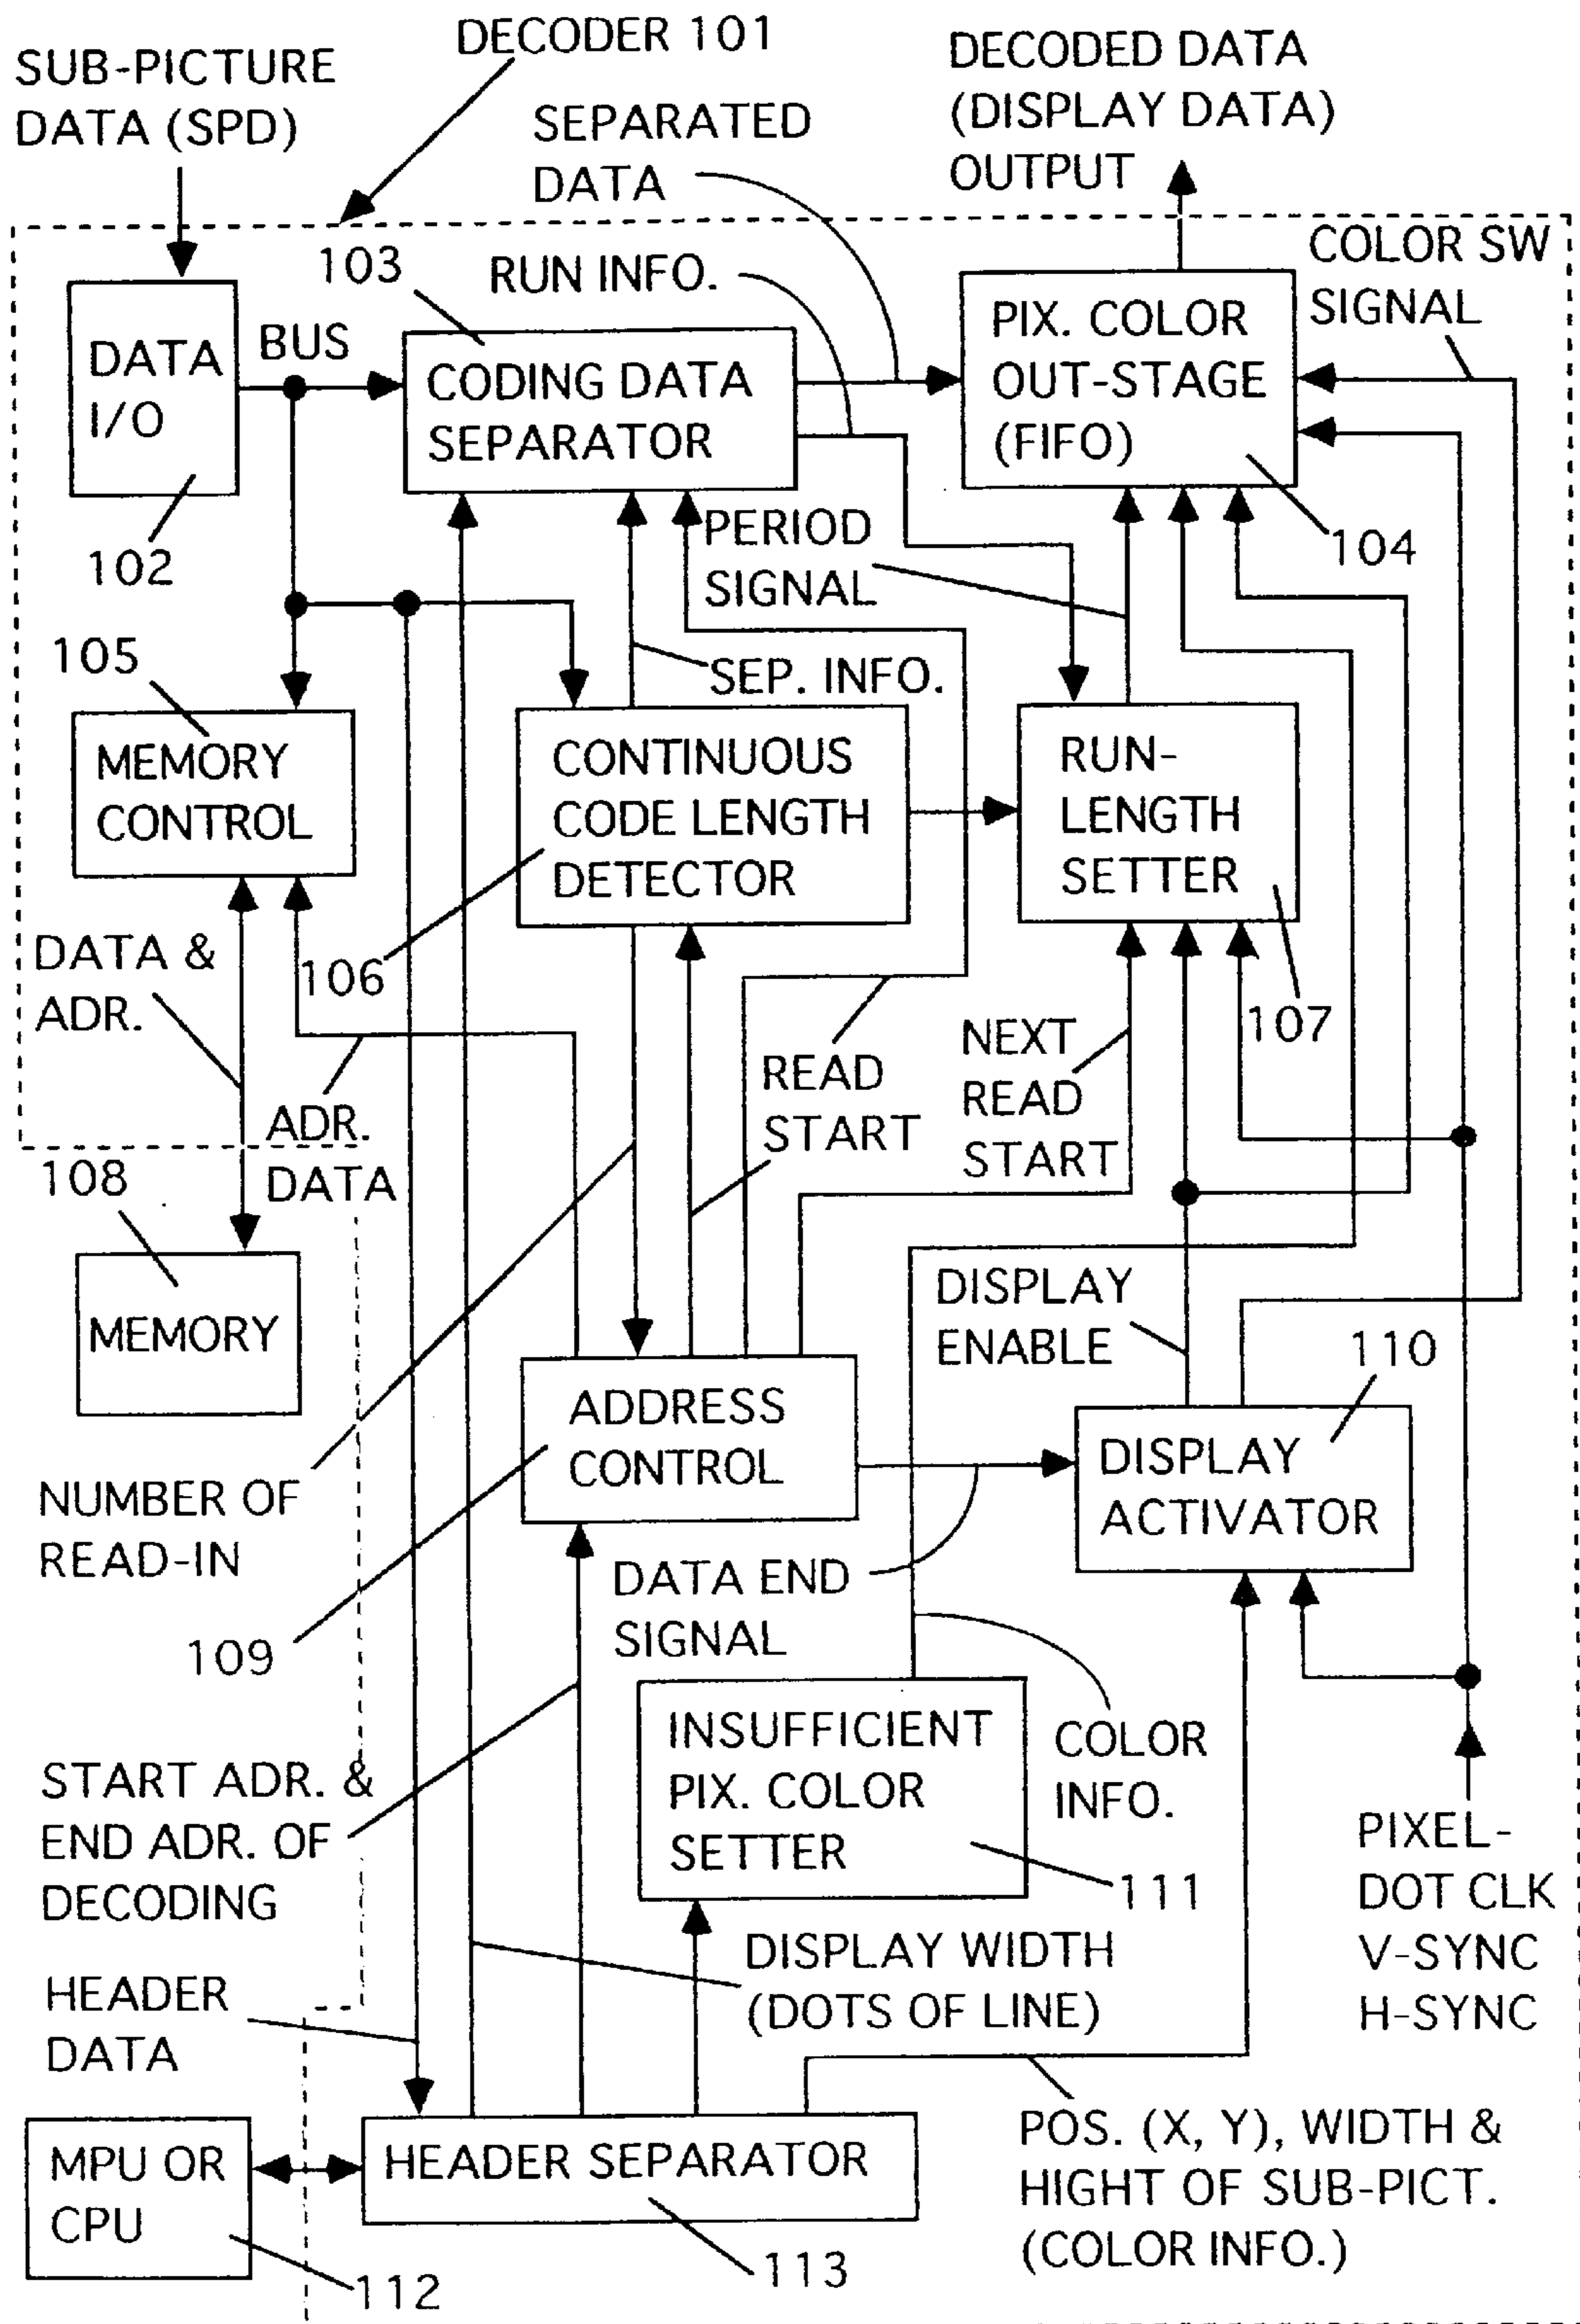 DECODER 101
SUB-PICTURE
DATA (SPD)
SEPARATED
DATA
DECODED DATA
(DISPLAY DATA)
OUTPUT
COLOR SW
SIGNAL
103
RUN INFO.
DATA
I/O
BUS
CODING DATA
SEPARATOR
PIX. COLOR
OUT-STAGE
(FIFO)
102
PERIOD
SIGNAL
104
105
SEP. INFO.
MEMORY
CONTROL
CONTINUOUS
CODE LENGTH
DETECTOR
RUN-
LENGTH
SETTER
DATA &
ADR.
106
107
NEXT
READ
START
READ
START
ADR.
DATA
108
MEMORY
DISPLAY
ENABLE
110
ADDRESS
CONTROL
DISPLAY
ACTIVATOR
NUMBER OF
READ-IN
DATA END
SIGNAL
109
INSUFFICIENT
PIX. COLOR
SETTER
COLOR
INFO.
START ADR. &
END ADR. OF
DECODING
111
PIXEL-
DOT CLK
V-SYNC
H-SYNC
DISPLAY WIDTH
(DOTS OF LINE)
HEADER
DATA
MPU OR
CPU
HEADER SEPARATOR
POS. (X, Y), WIDTH &
HIGHT OF SUB-PICT.
(COLOR INFO.)
112
113